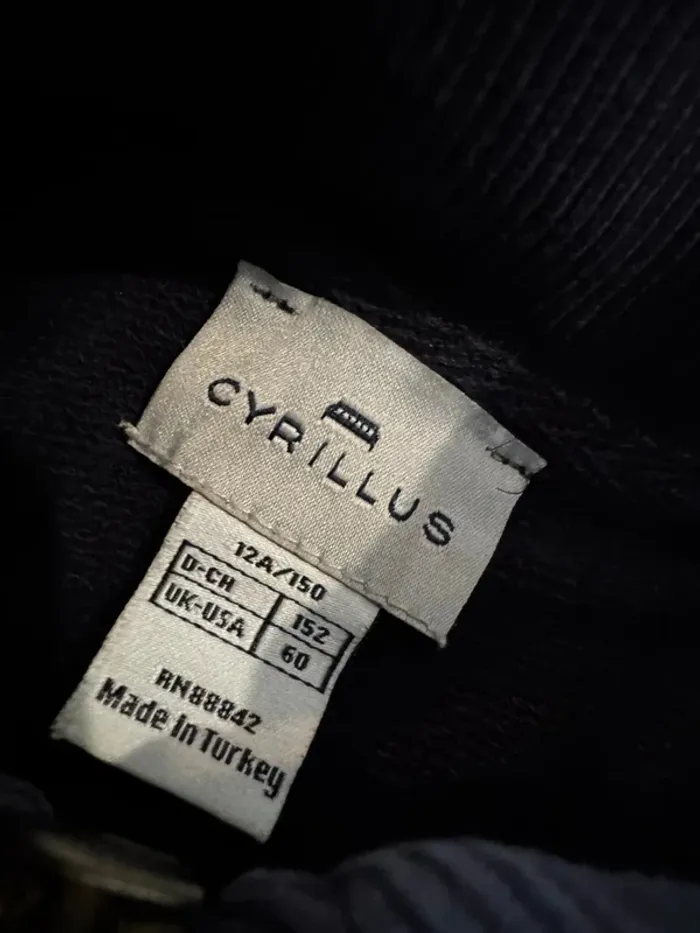 CYRILLUS
12A/150
D-CH 152
UK-USA 60
RN88842
Made in Turkey